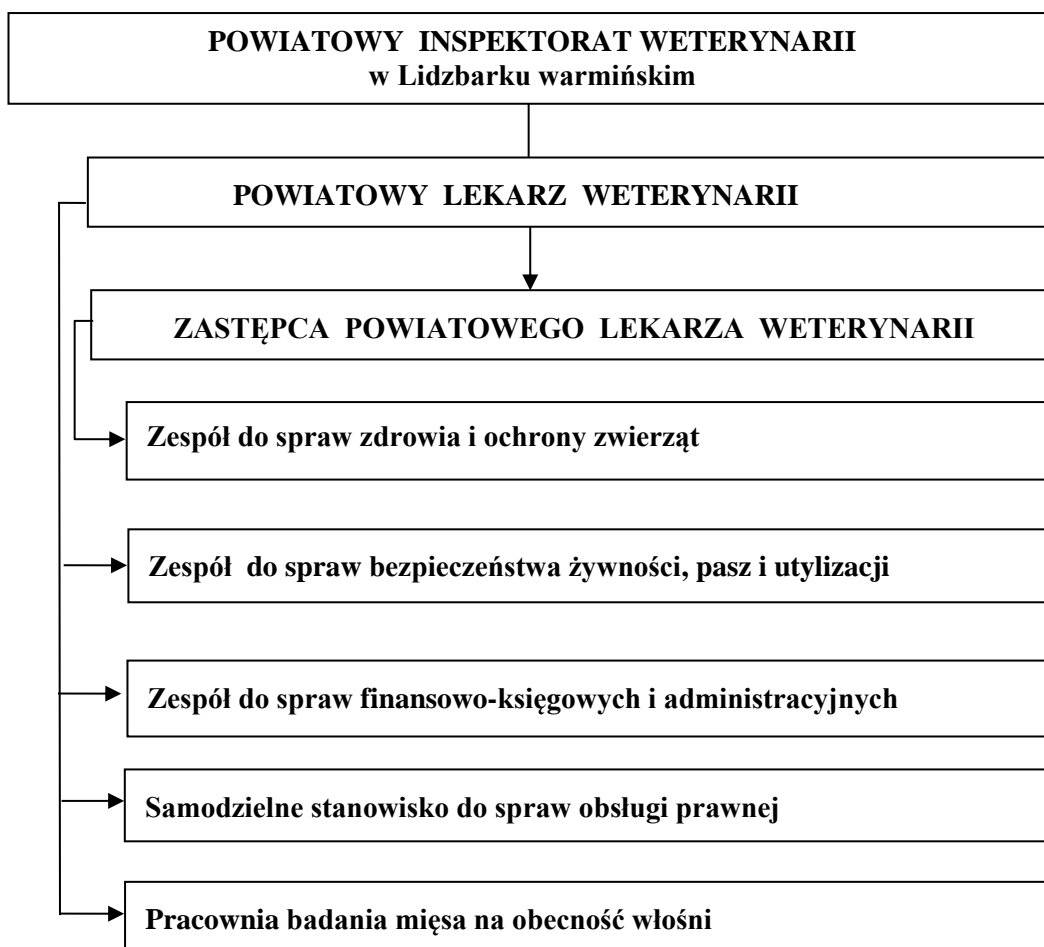 POWIATOWY INSPEKTORAT WETERYNARII
w Lidzbarku warmińskim
POWIATOWY LEKARZ WETERYNARII
ZASTĘPCA POWIATOWEGO LEKARZA WETERYNARII
Zespół do spraw zdrowia i ochrony zwierząt
Zespół do spraw bezpieczeństwa żywności, pasz i utylizacji
Zespół do spraw finansowo-księgowych i administracyjnych
Samodzielne stanowisko do spraw obsługi prawnej
Pracownia badania mięsa na obecność włośni